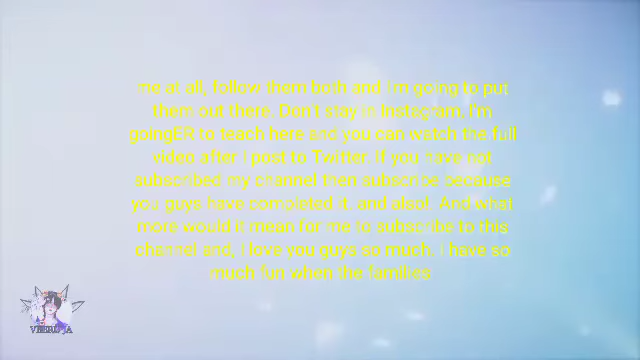 me at all, follow them both and I'm going to put
them out there. Don't stay in Instagram, I'm
goingER to teach here and you can watch the full
video after I post to Twitter. If you have not
subscribed my channel then subscribe because
you guys have completed it. and alsot. And what
more would it mean for me to subscribe to this
channel and, I love you guys so much. I have so
much fun when the families